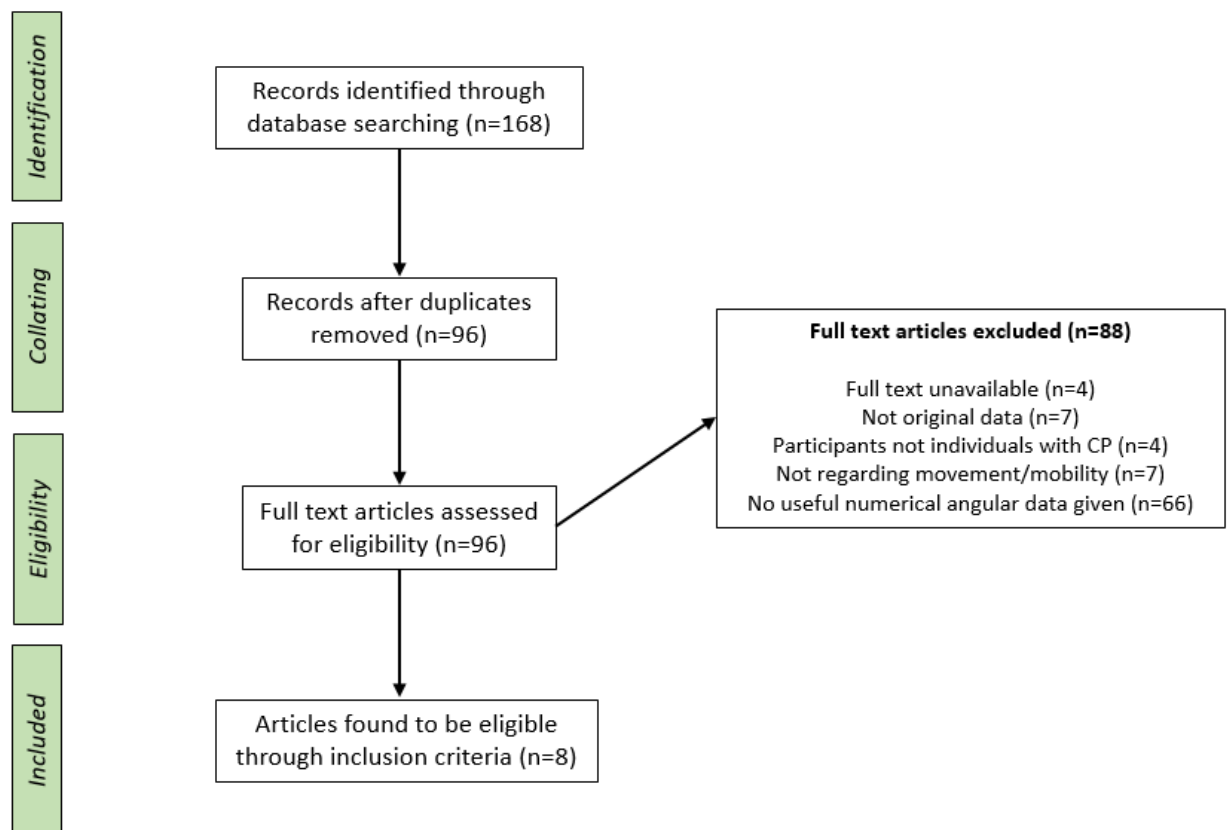 Identification
Records identified through
database searching (n=168)
Collating
Records after duplicates
removed (n=96)
Full text articles excluded (n=88)
Full text unavailable (n=4)
Not original data (n=7)
Participants not individuals with CP (n=4)
Not regarding movement/mobility (n=7)
No useful numerical angular data given (n=66)
Eligibility
Full text articles assessed
for eligibility (n=96)
Included
Articles found to be eligible
through inclusion criteria (n=8)